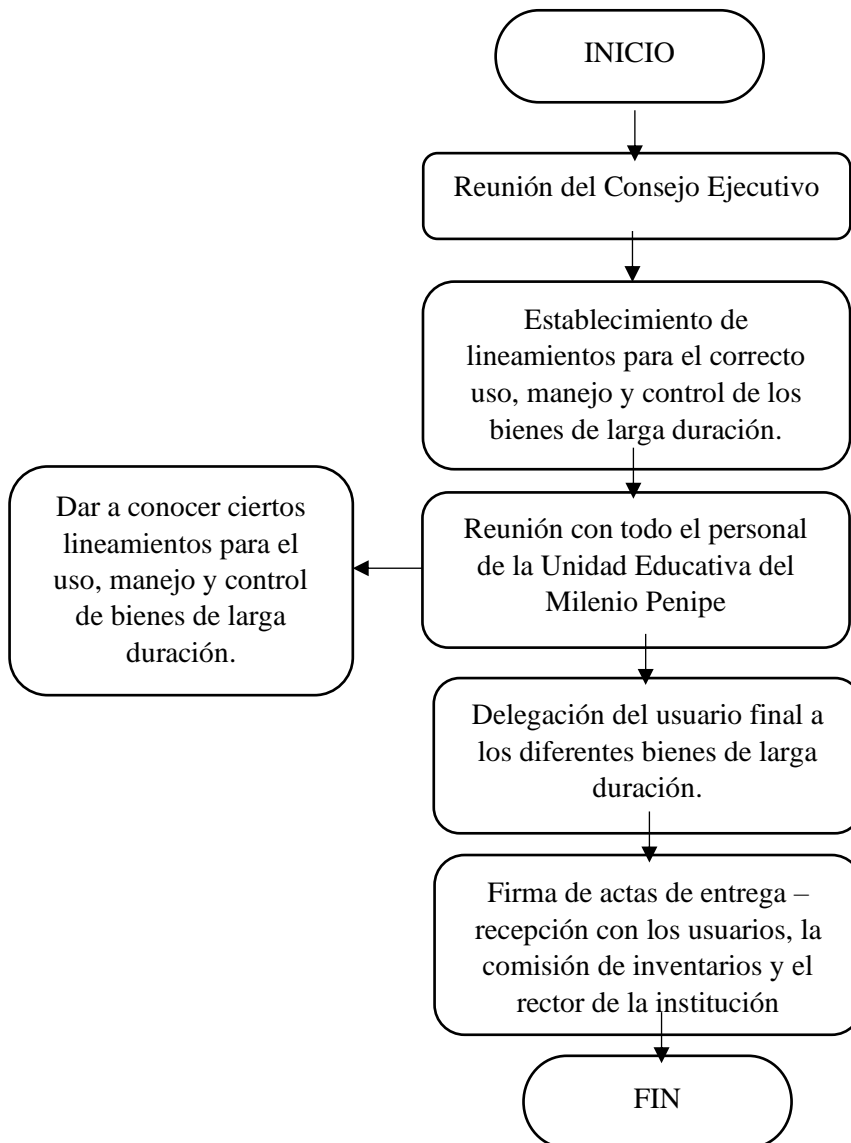 INICIO
Reunión del Consejo Ejecutivo
Establecimiento de
lineamientos para el correcto
uso, manejo y control de los
bienes de larga duración.
Reunión con todo el personal
de la Unidad Educativa del
Milenio Penipe
Dar a conocer ciertos
lineamientos para el
uso, manejo y control
de bienes de larga
duración.
Delegación del usuario final a
los diferentes bienes de larga
duración.
Firma de actas de entrega –
recepción con los usuarios, la
comisión de inventarios y el
rector de la institución
FIN